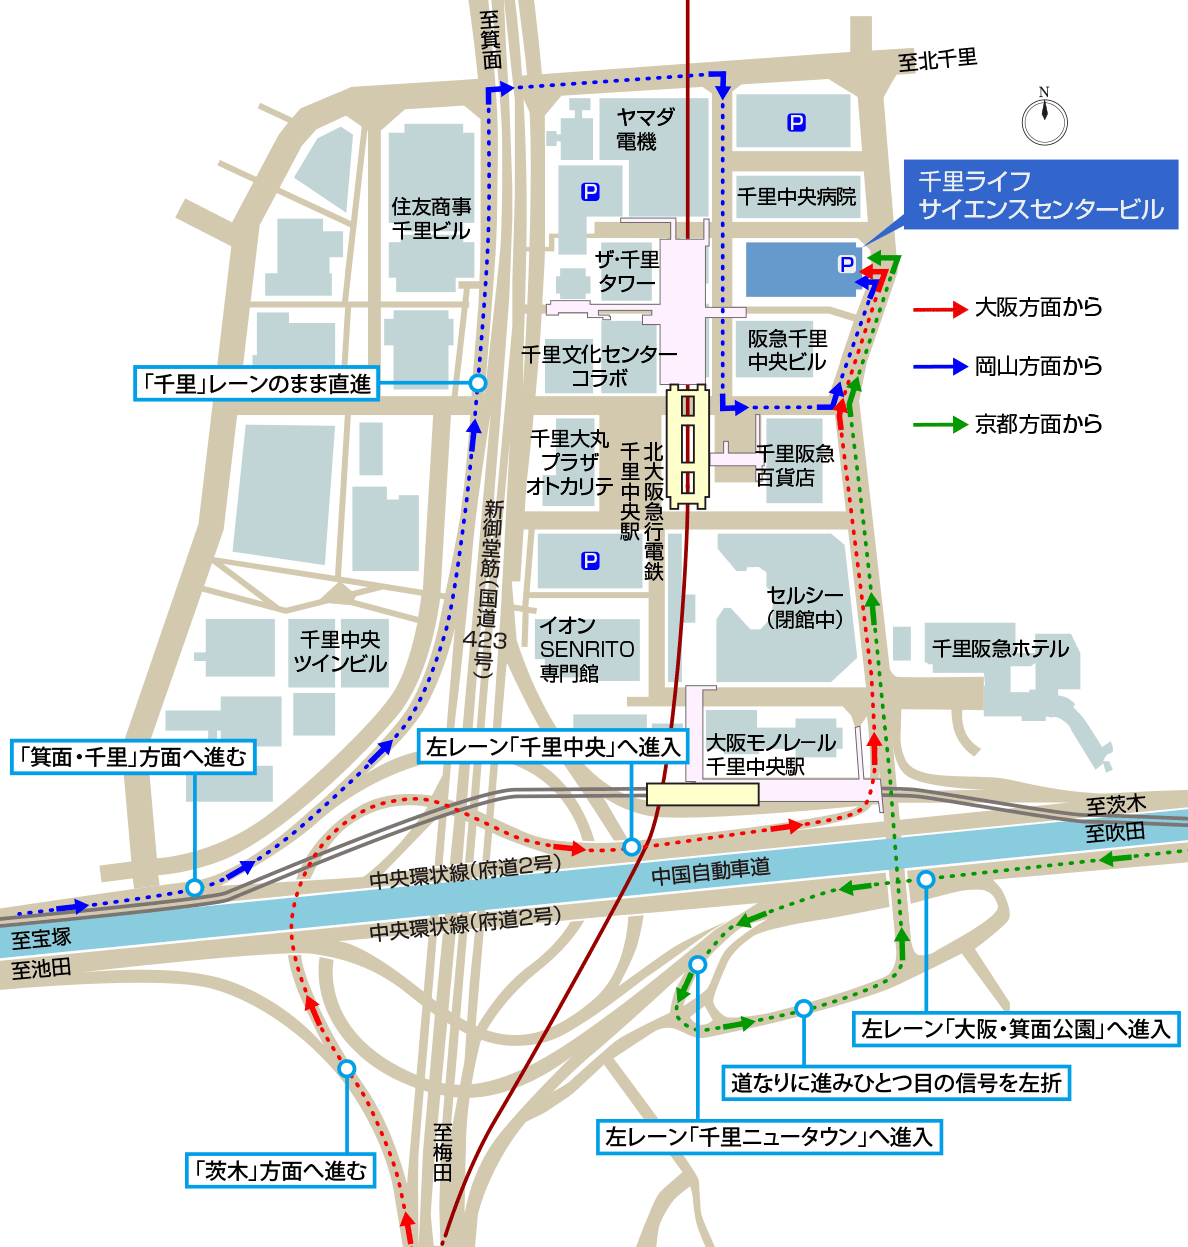 至箕面
至北千里
N
ヤマダ
電機
P
千里ライフ
サイエンスセンタービル
P
千里中央病院
住友商事
千里ビル
ザ・千里
タワー
P
大阪方面から
阪急千里
中央ビル
千里文化センター
コラボ
岡山方面から
「千里」レーンのまま直進
京都方面から
千里大丸
プラザ
オトカリテ
北大阪急行電鉄
千里中央駅
千里阪急
百貨店
新御堂筋(国道423号)
P
セルシー
(閉館中)
イオン
SENRITO
専門館
千里中央
ツインビル
千里阪急ホテル
「箕面・千里」方面へ進む
左レーン「千里中央」へ進入
大阪モノレール
千里中央駅
至茨木
至吹田
中央環状線(府道2号)
中国自動車道
中央環状線(府道2号)
至宝塚
至池田
左レーン「大阪・箕面公園」へ進入
道なりに進みひとつ目の信号を左折
左レーン「千里ニュータウン」へ進入
至梅田
「茨木」方面へ進む